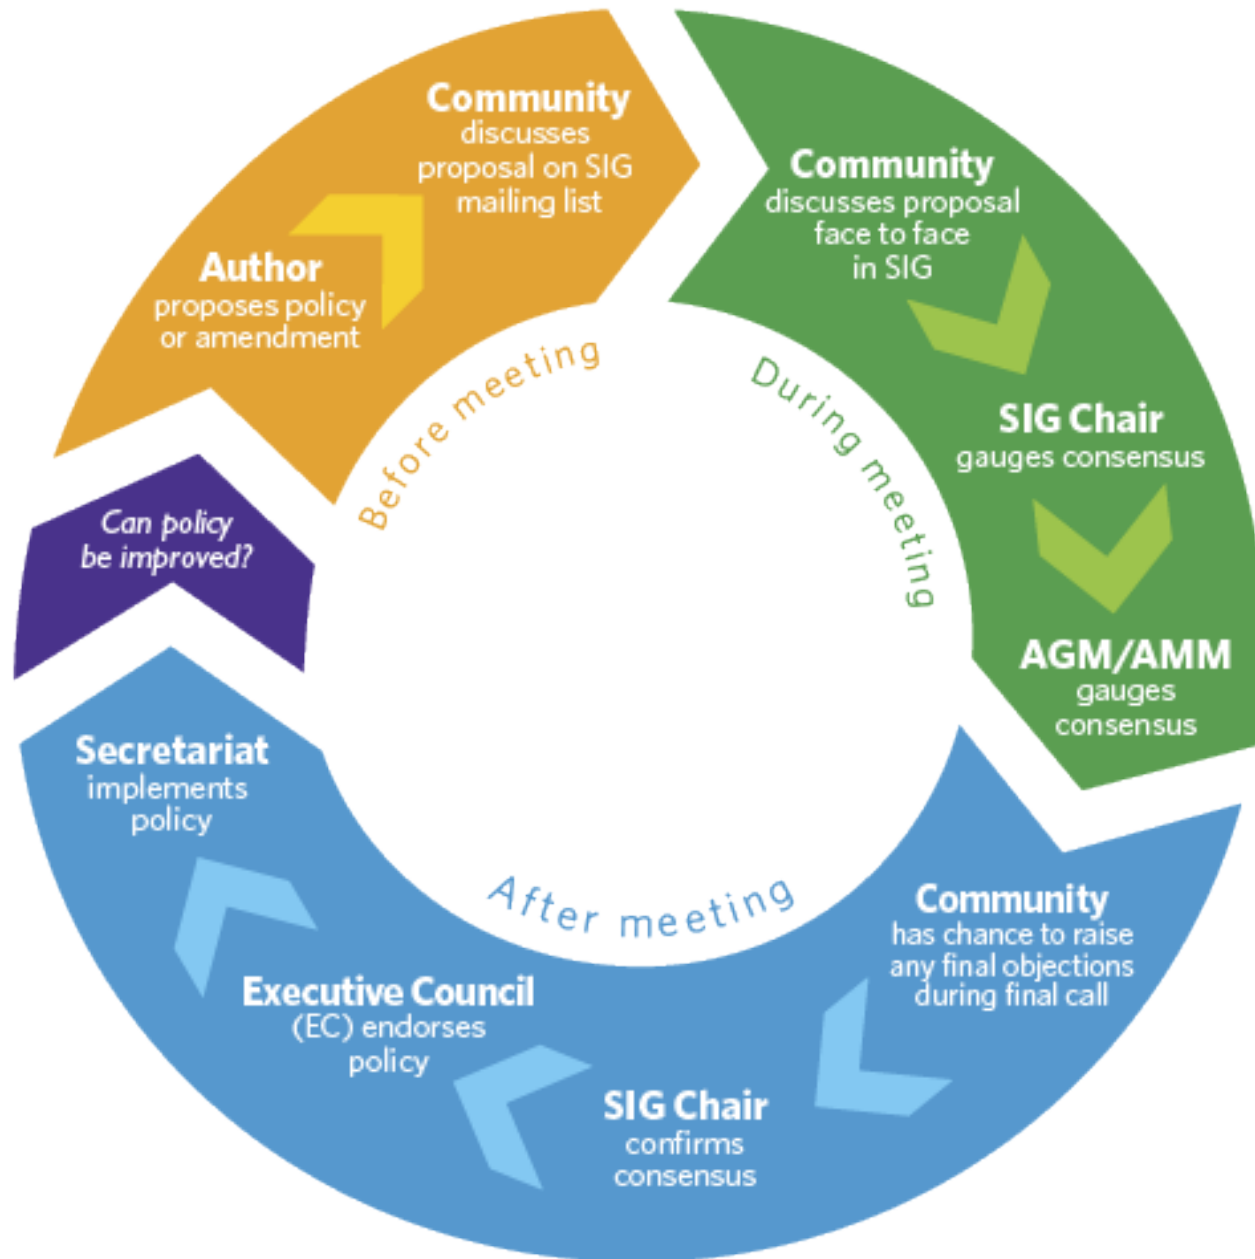 Community
discusses
proposal on SIG
mailing list
Author
proposes policy
or amendment
Before meeting
Community
discusses proposal
face to face
in SIG
SIG Chair
gauges consensus
AGM/AMM
gauges
consensus
During meeting
Community
has chance to raise
any final objections
during final call
SIG Chair
confirms
consensus
Executive Council
(EC) endorses
policy
Secretariat
implements
policy
After meeting
Can policy
be improved?